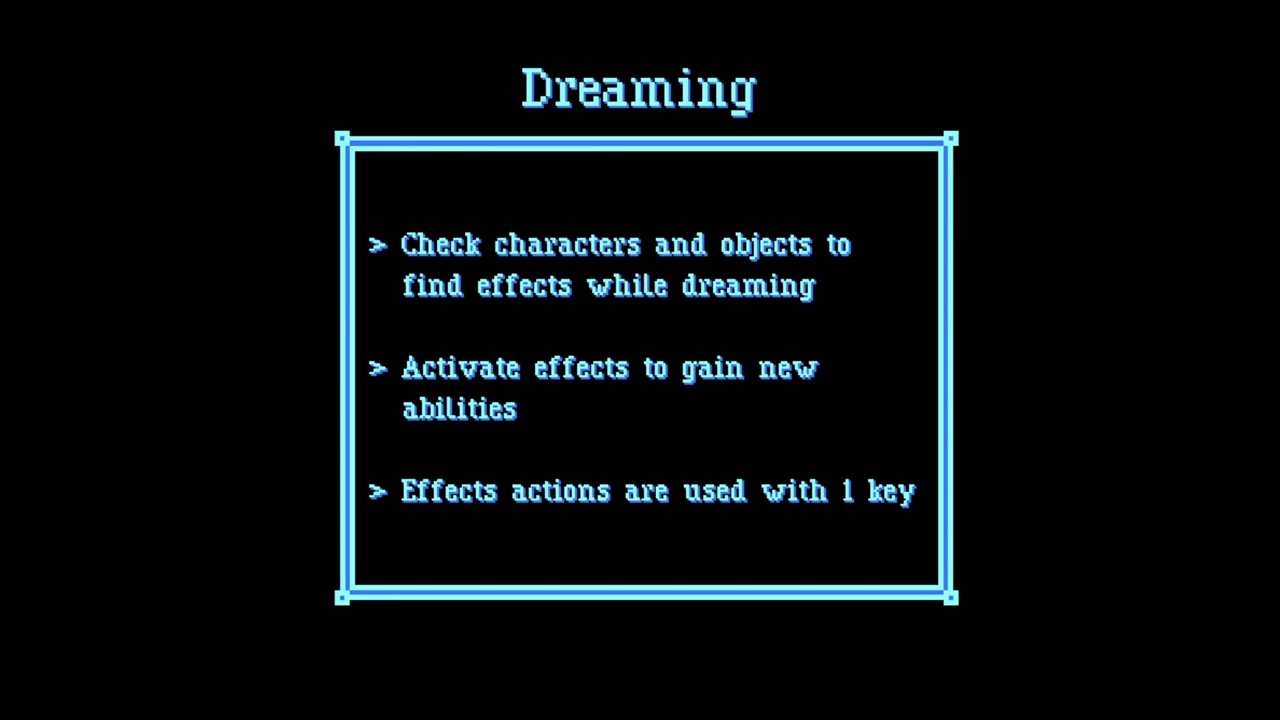 Dreaming
> Check characters and objects to
find effects while dreaming
> Activate effects to gain new
abilities
> Effects actions are used with 1 key